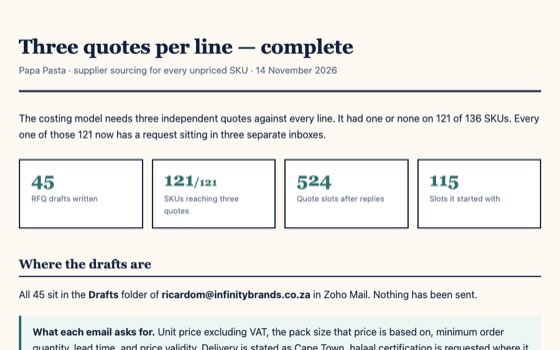 Three quotes per line — complete
Papa Pasta · supplier sourcing for every unpriced SKU · 14 November 2026
The costing model needs three independent quotes against every line. It had one or none on 121 of 136 SKUs. Every
one of those 121 now has a request sitting in three separate inboxes.
45
RFQ drafts written
121/121
SKUs reaching three
quotes
524
Quote slots after replies
115
Slots it started with
Where the drafts are
All 45 sit in the Drafts folder of ricardom@infinitybrands.co.za in Zoho Mail. Nothing has been sent.
What each email asks for. Unit price excluding VAT, the pack size that price is based on, minimum order
quantity, lead time, and price validity. Delivery is stated as Cape Town, halaal certification is requested where it